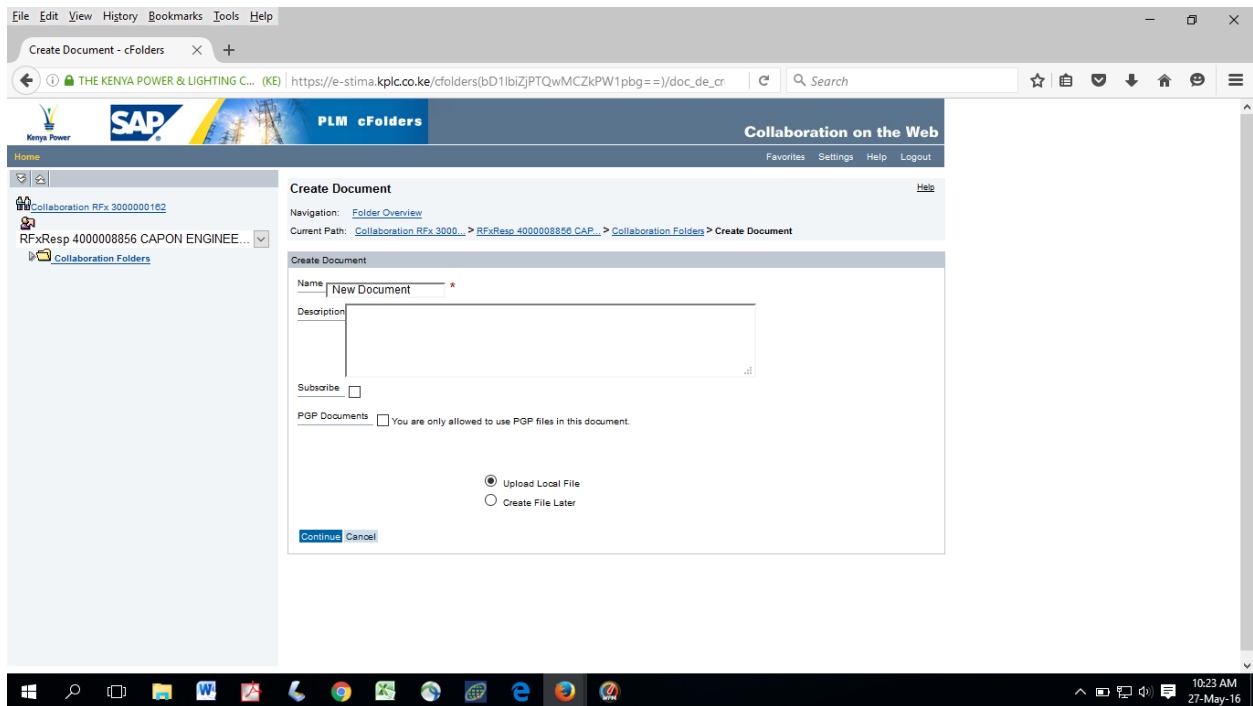 File Edit View History Bookmarks Tools Help
Create Document - cFolders
THE KENYA POWER & LIGHTING C... (KE) https://e-stima.kplc.co.ke/cfolders(bD1lbiZjPTQwMCZkPW1pbg==)/doc_de_cr Search
Kenya Power SAP PLM cFolders
Collaboration on the Web
Home Favorites Settings Help Logout
Create Document Help
Collaboration RFx 3000000162
Navigation: Folder Overview
RFxResp 4000008856 CAPON ENGINEE...
Current Path: Collaboration RFx 3000... > RFxResp 4000008856 CAP... > Collaboration Folders > Create Document
Collaboration Folders
Create Document
Name New Document *
Description
Subscribe
PGP Documents You are only allowed to use PGP files in this document.
Upload Local File
Create File Later
Continue Cancel
10:23 AM
27-May-16